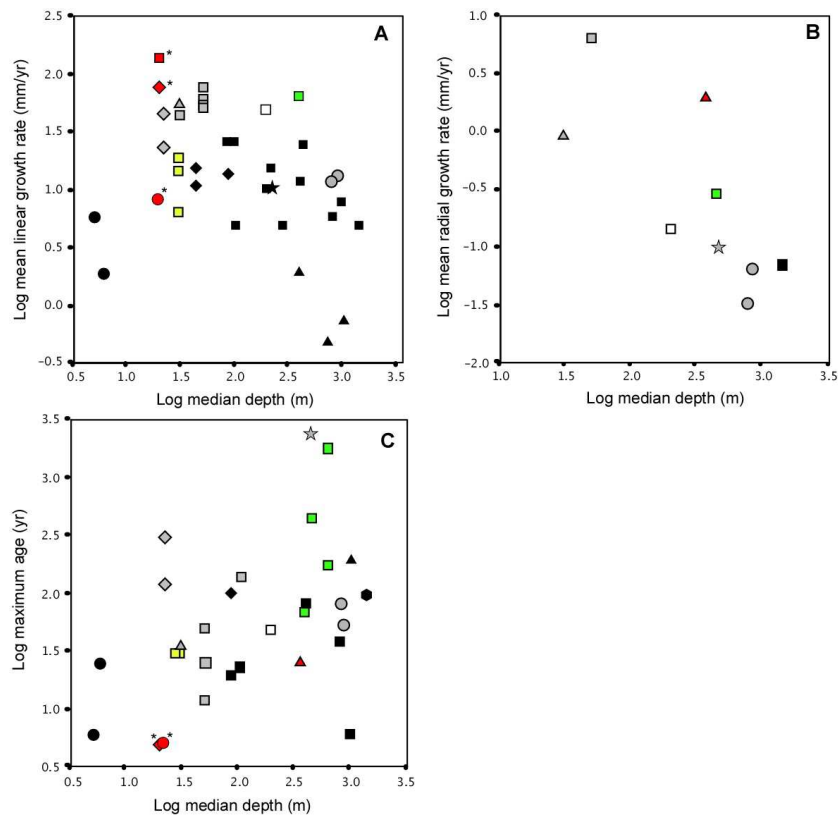 A
Log mean linear growth rate (mm/yr)
2.5
2.0
1.5
1.0
0.5
0.0
–0.5
*
*
*
0.5 1.0 1.5 2.0 2.5 3.0 3.5
Log median depth (m)
B
Log mean radial growth rate (mm/yr)
1.0
0.5
0.0
–0.5
–1.0
–1.5
–2.0
1.0 1.5 2.0 2.5 3.0 3.5
Log median depth (m)
C
Log maximum age (yr)
3.5
3.0
2.5
2.0
1.5
1.0
0.5
* *
0.5 1.0 1.5 2.0 2.5 3.0 3.5
Log median depth (m)